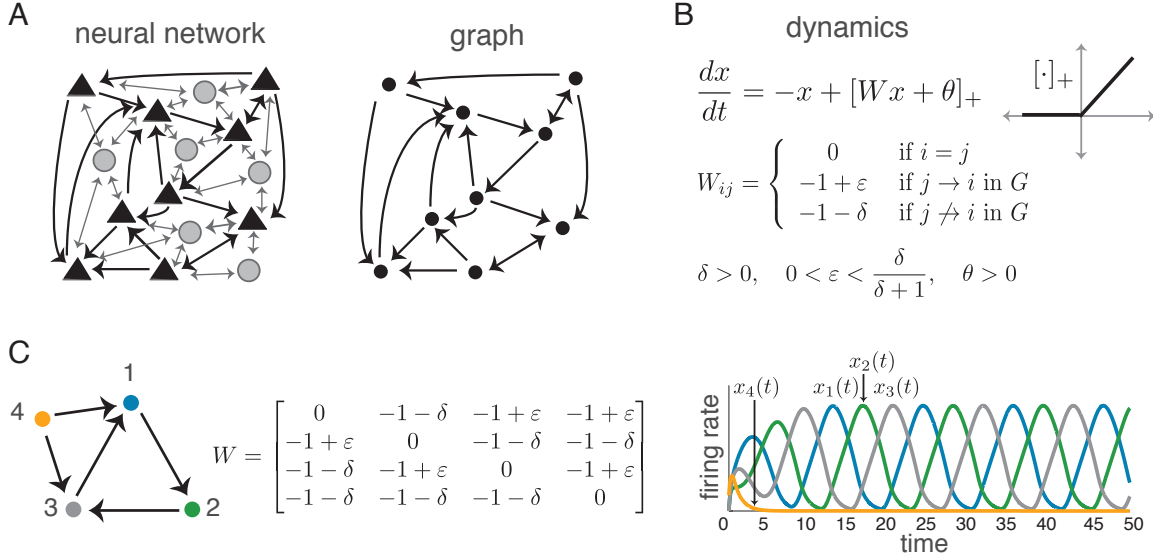 A
neural network
graph
B
dynamics
dx/dt = −x + [Wx + θ]₊
[·]₊
W_ij = {
0 if i = j
−1 + ε if j → i in G
−1 − δ if j ↛ i in G
δ > 0, 0 < ε < δ/(δ + 1), θ > 0
C
1
4
3
2
W =
0 −1 − δ −1 + ε −1 + ε
−1 + ε 0 −1 − δ −1 − δ
−1 − δ −1 + ε 0 −1 + ε
−1 − δ −1 − δ −1 − δ 0
x₂(t)
x₄(t) x₁(t) x₃(t)
firing rate
0 5 10 15 20 25 30 35 40 45 50
time